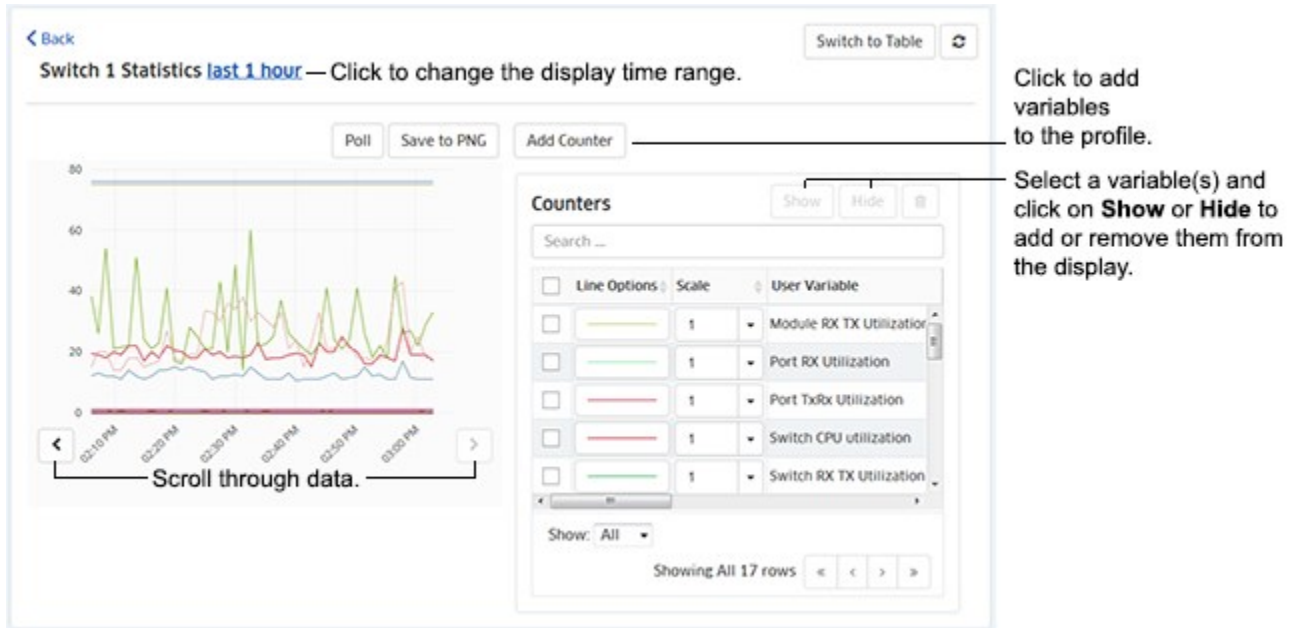 Back
Switch to Table
Switch 1 Statistics last 1 hour — Click to change the display time range.
Click to add
variables
to the profile.
Poll Save to PNG Add Counter
Select a variable(s) and
click on Show or Hide to
add or remove them from
the display.
Counters Show Hide
Search ...
Line Options Scale User Variable
1 Module RX TX Utilization
1 Port RX Utilization
1 Port TxRx Utilization
1 Switch CPU utilization
1 Switch RX TX Utilization
80
60
40
20
0
02:10 PM 02:20 PM 02:30 PM 02:40 PM 02:50 PM 03:00 PM
Scroll through data.
Show: All
Showing All 17 rows « < > »